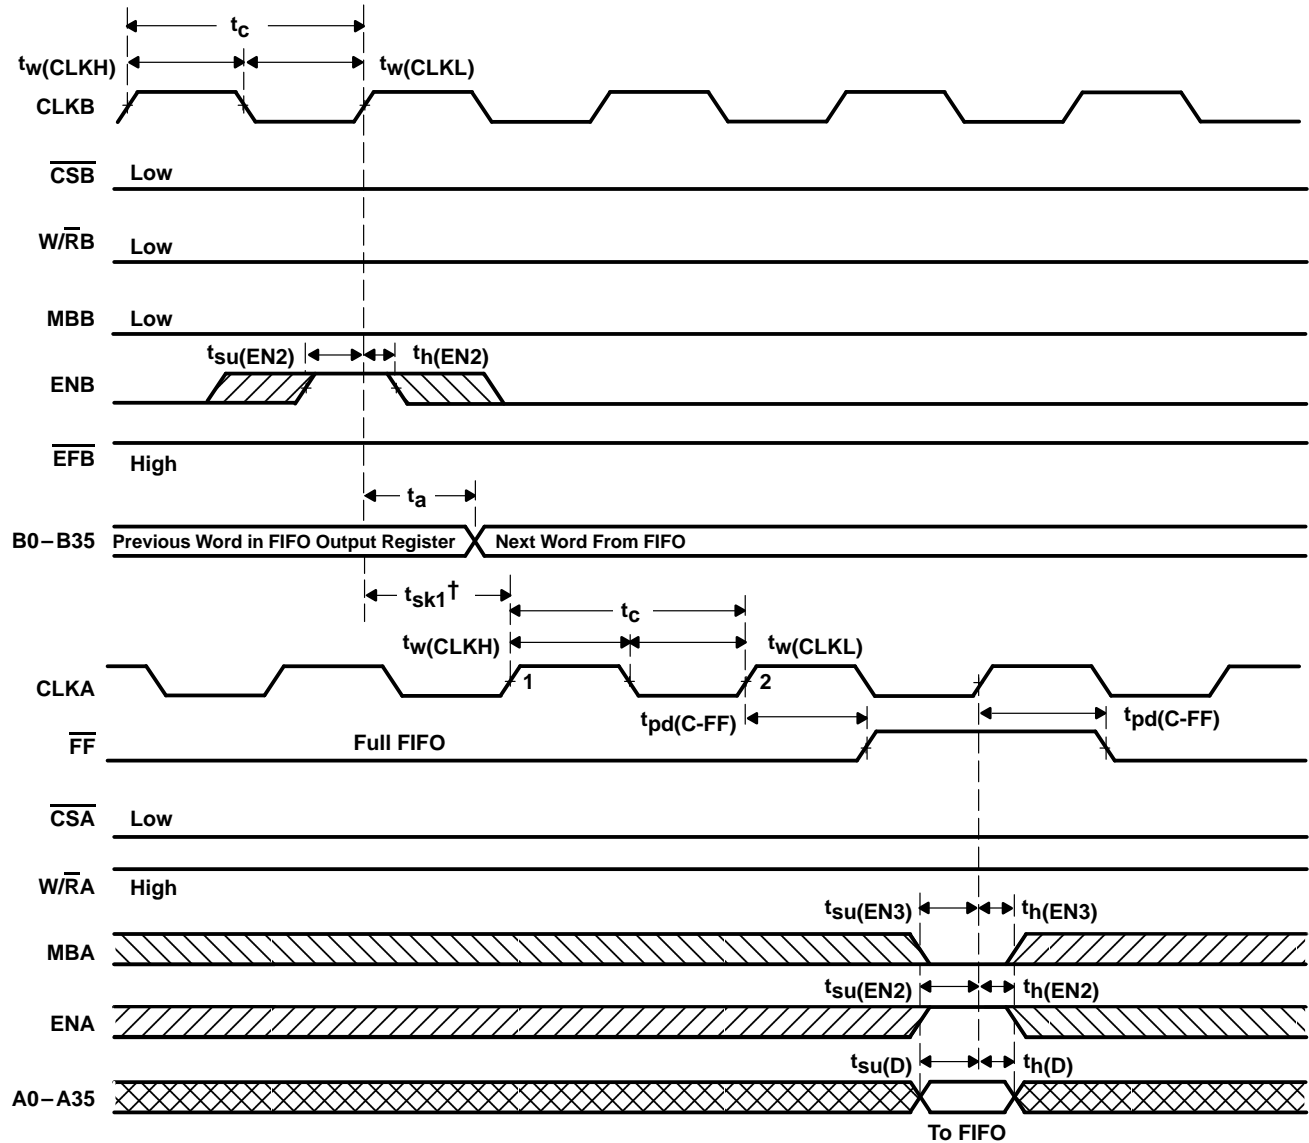 tc
tw(CLKH)
tw(CLKL)
CLKB
CSB Low
W/RB Low
MBB Low
tsu(EN2) th(EN2)
ENB
EFB High
ta
B0–B35 Previous Word in FIFO Output Register Next Word From FIFO
tsk1†
tc
tw(CLKH) tw(CLKL)
CLKA 1 2
tpd(C-FF) tpd(C-FF)
FF Full FIFO
CSA Low
W/RA High
tsu(EN3) th(EN3)
MBA
tsu(EN2) th(EN2)
ENA
tsu(D) th(D)
A0–A35
To FIFO